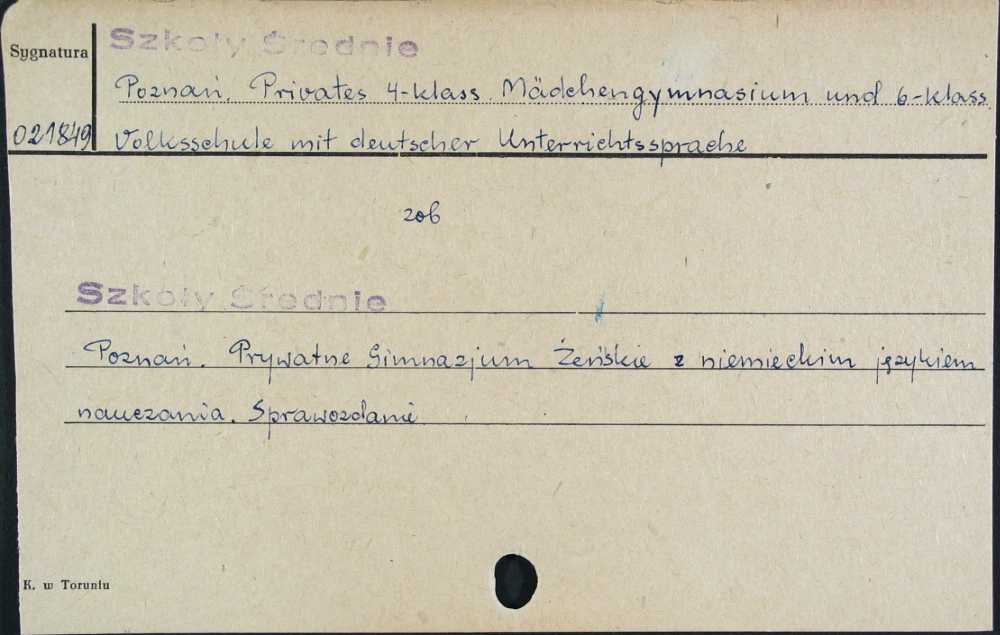 Szkoły Średnie
Sygnatura
Poznań. Privates 4-klass. Mädchengymnasium und 6-klass
021849
Volksschule mit deutscher Unterrichtssprache
zob
Szkoły Średnie
Poznań. Prywatne Gimnazjum Żeńskie z niemieckim językiem
nauczania. Sprawozdanie
K. w Toruniu